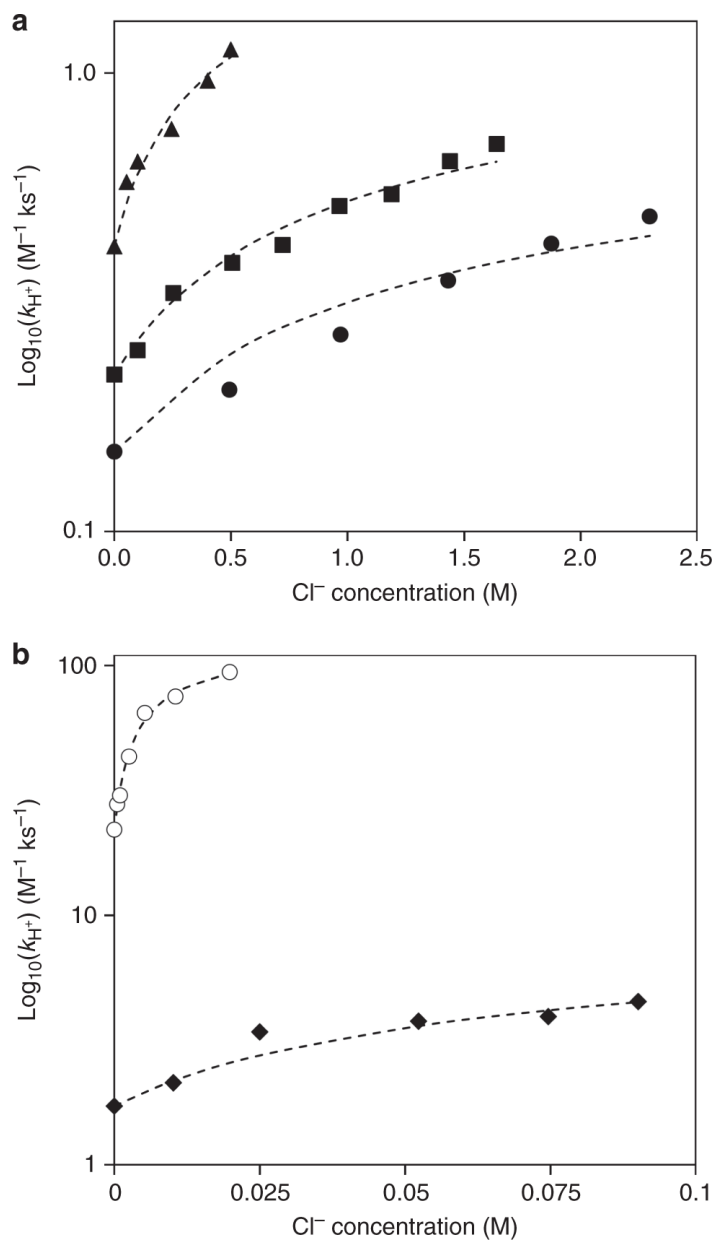 a
1.0
0.1
Log₁₀(k_H⁺) (M⁻¹ ks⁻¹)
0.0 0.5 1.0 1.5 2.0 2.5
Cl⁻ concentration (M)
b
100
10
1
Log₁₀(k_H⁺) (M⁻¹ ks⁻¹)
0 0.025 0.05 0.075 0.1
Cl⁻ concentration (M)